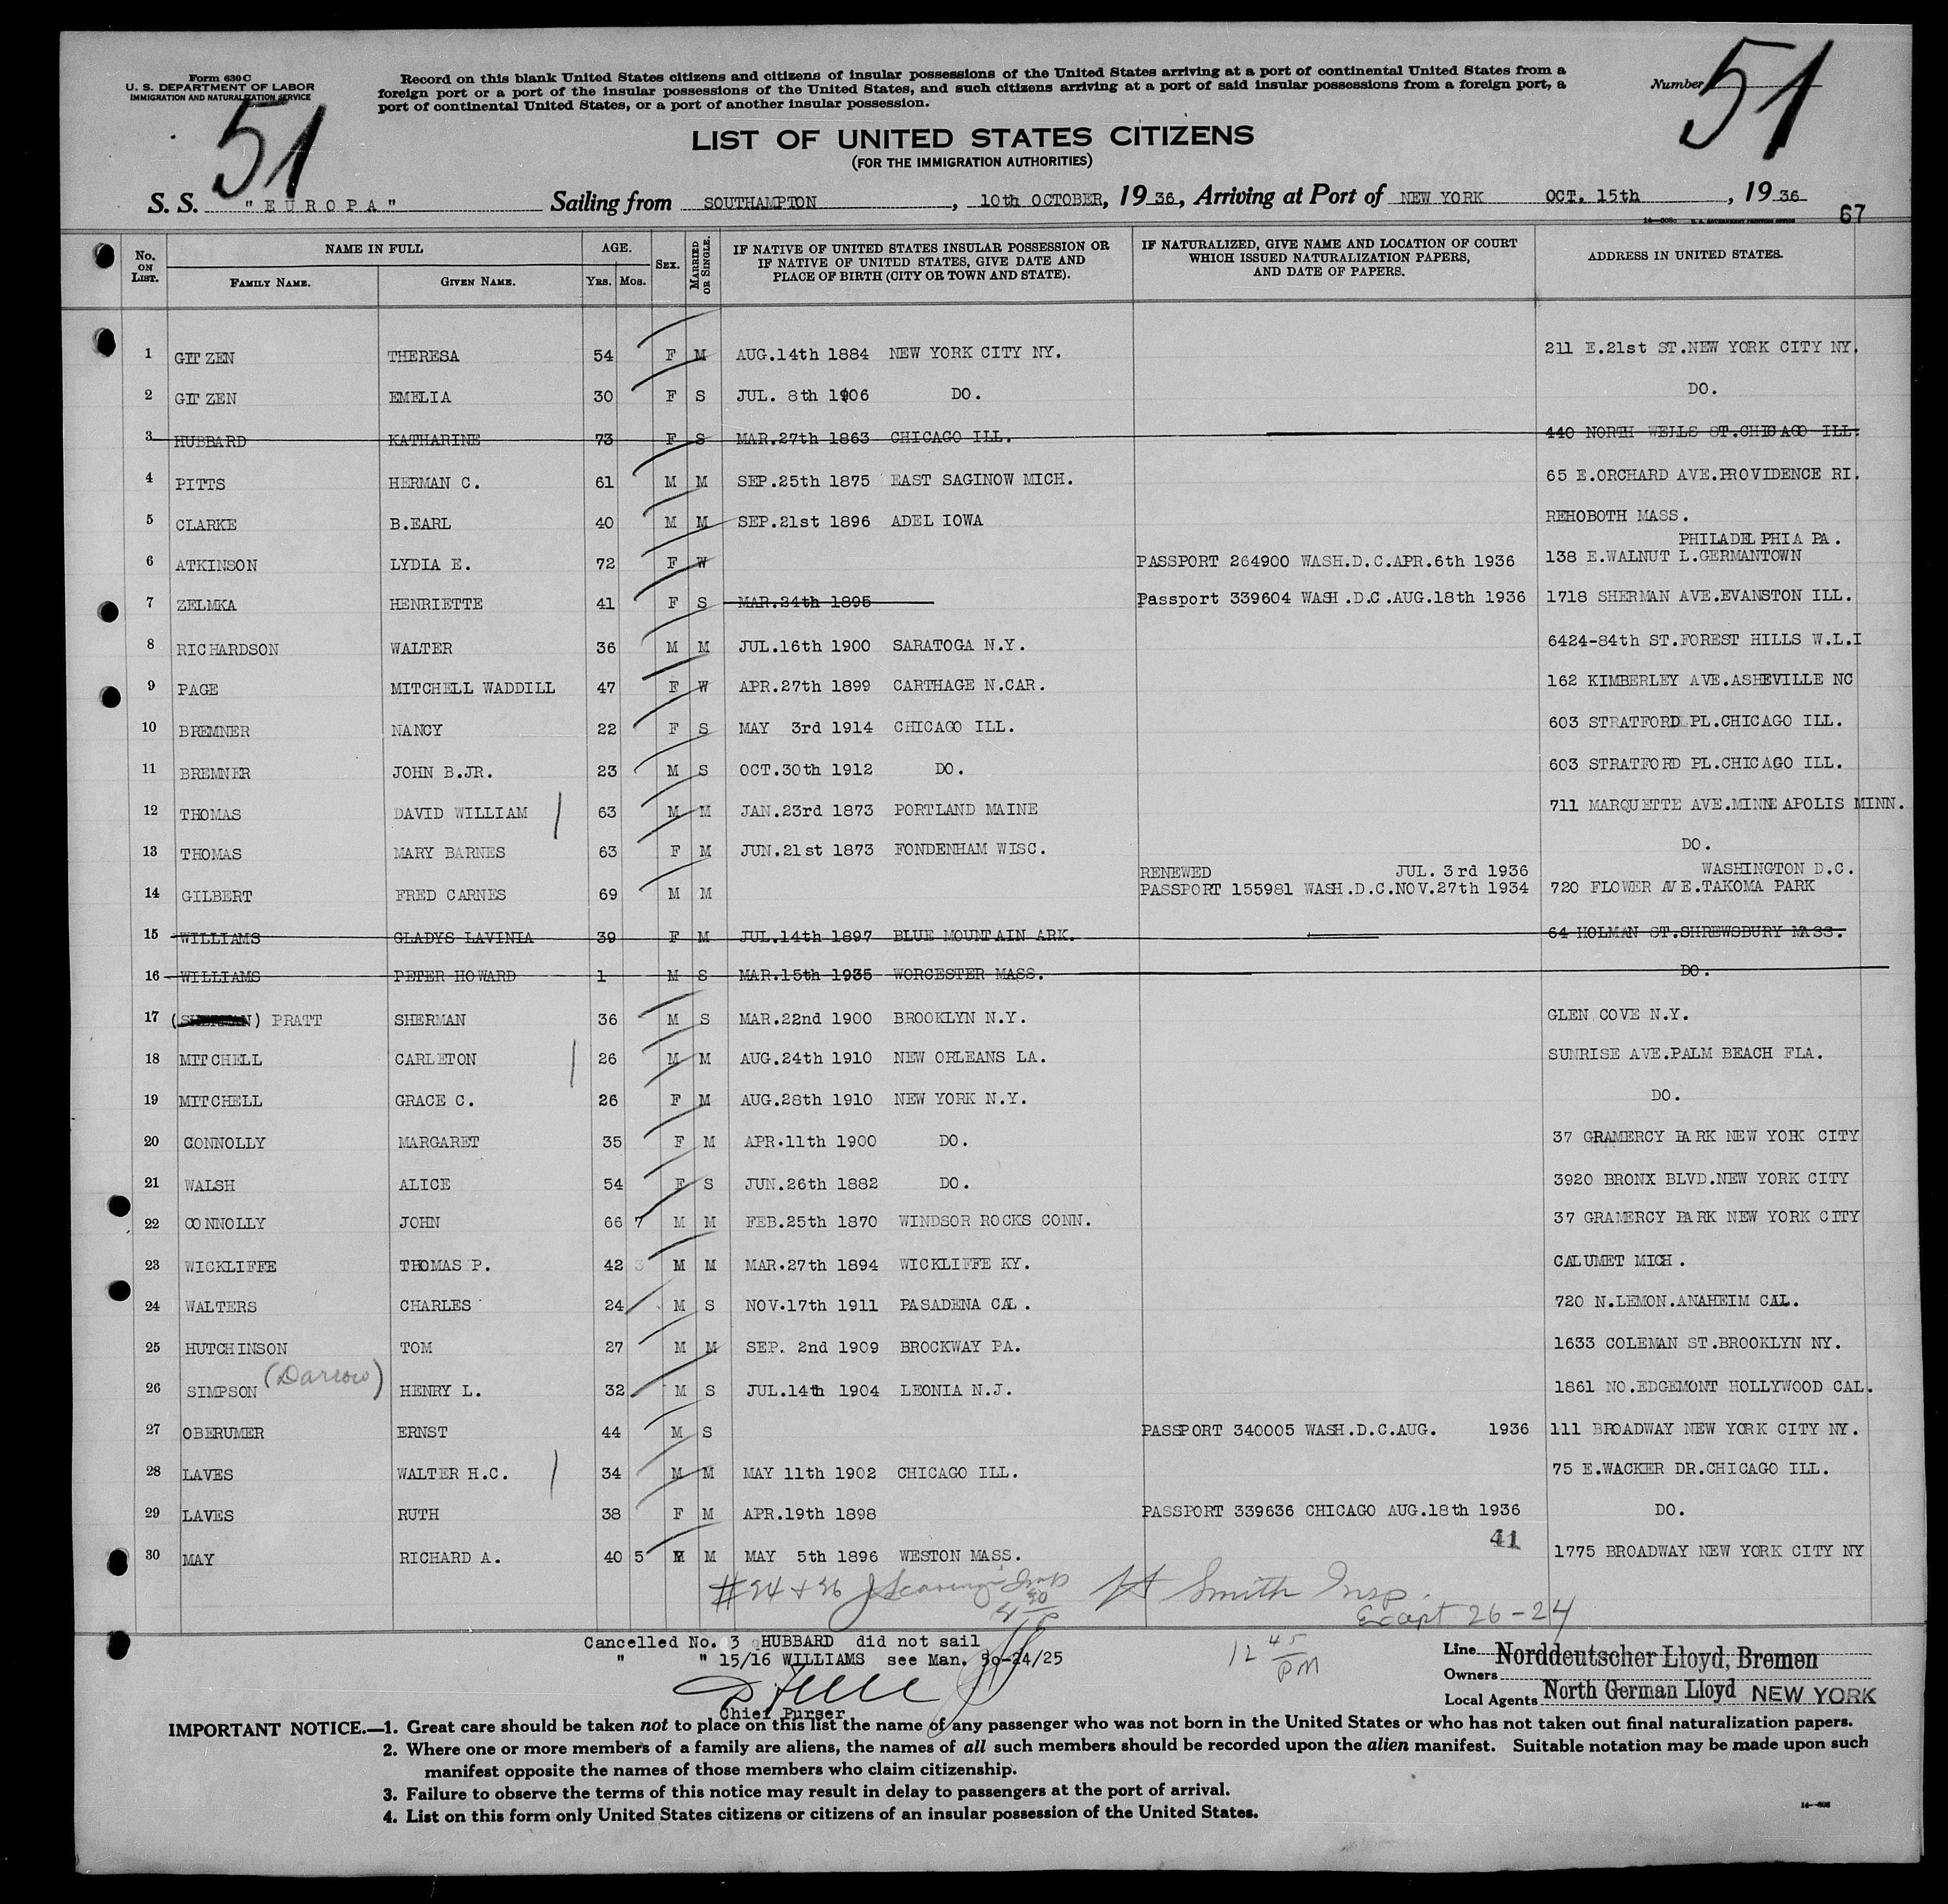 Form 630 C
U. S. DEPARTMENT OF LABOR
IMMIGRATION AND NATURALIZATION SERVICE
Record on this blank United States citizens and citizens of insular possessions of the United States arriving at a port of continental United States from a
foreign port or a port of the insular possessions of the United States, and such citizens arriving at a port of said insular possessions from a foreign port, a
port of continental United States, or a port of another insular possession.
Number 51
51
LIST OF UNITED STATES CITIZENS
(FOR THE IMMIGRATION AUTHORITIES)
S. S. "EUROPA" Sailing from SOUTHAMPTON, 10th OCTOBER, 1936, Arriving at Port of NEW YORK OCT. 15th, 1936
67
No. ON LIST. NAME IN FULL FAMILY NAME. GIVEN NAME. AGE. YRS. MOS. SEX. MARRIED OR SINGLE. IF NATIVE OF UNITED STATES INSULAR POSSESSION OR IF NATIVE OF UNITED STATES, GIVE DATE AND PLACE OF BIRTH (CITY OR TOWN AND STATE). IF NATURALIZED, GIVE NAME AND LOCATION OF COURT WHICH ISSUED NATURALIZATION PAPERS, AND DATE OF PAPERS. ADDRESS IN UNITED STATES.
1 GITZEN THERESA 54 F M AUG.14th 1884 NEW YORK CITY NY. 211 E.21st ST.NEW YORK CITY NY.
2 GITZEN EMELIA 30 F S JUL. 8th 1906 DO. DO.
3 HUBBARD KATHARINE 73 F S MAR.27th 1863 CHICAGO ILL. 440 NORTH WELLS ST.CHICAGO ILL.
4 PITTS HERMAN C. 61 M M SEP.25th 1875 EAST SAGINOW MICH. 65 E.ORCHARD AVE.PROVIDENCE RI.
5 CLARKE B.EARL 40 M M SEP.21st 1896 ADEL IOWA REHOBOTH MASS.
PHILADELPHIA PA.
6 ATKINSON LYDIA E. 72 F W PASSPORT 264900 WASH.D.C.APR.6th 1936 138 E.WALNUT L.GERMANTOWN
7 ZELMKA HENRIETTE 41 F S MAR.24th 1895 Passport 339604 WASH.D.C.AUG.18th 1936 1718 SHERMAN AVE.EVANSTON ILL.
8 RICHARDSON WALTER 36 M M JUL.16th 1900 SARATOGA N.Y. 6424-84th ST.FOREST HILLS W.L.I
9 PAGE MITCHELL WADDILL 47 F W APR.27th 1899 CARTHAGE N.CAR. 162 KIMBERLEY AVE.ASHEVILLE NC
10 BREMNER NANCY 22 F S MAY 3rd 1914 CHICAGO ILL. 603 STRATFORD PL.CHICAGO ILL.
11 BREMNER JOHN B.JR. 23 M S OCT.30th 1912 DO. 603 STRATFORD PL.CHICAGO ILL.
12 THOMAS DAVID WILLIAM 63 M M JAN.23rd 1873 PORTLAND MAINE 711 MARQUETTE AVE.MINNEAPOLIS MINN.
13 THOMAS MARY BARNES 63 F M JUN.21st 1873 FONDENHAM WISC. DO.
RENEWED JUL. 3rd 1936 WASHINGTON D.C.
14 GILBERT FRED CARNES 69 M M PASSPORT 155981 WASH.D.C.NOV.27th 1934 720 FLOWER AVE.TAKOMA PARK
15 WILLIAMS GLADYS LAVINIA 39 F M JUL.14th 1897 BLUE MOUNTAIN ARK. 64 HOLMAN ST.SHREWSBURY MASS.
16 WILLIAMS PETER HOWARD 1 M S MAR.15th 1935 WORCESTER MASS. DO.
17 (SHERMAN) PRATT SHERMAN 36 M S MAR.22nd 1900 BROOKLYN N.Y. GLEN COVE N.Y.
18 MITCHELL CARLETON 26 M M AUG.24th 1910 NEW ORLEANS LA. SUNRISE AVE.PALM BEACH FLA.
19 MITCHELL GRACE C. 26 F M AUG.28th 1910 NEW YORK N.Y. DO.
20 CONNOLLY MARGARET 35 F M APR.11th 1900 DO. 37 GRAMERCY PARK NEW YORK CITY
21 WALSH ALICE 54 F S JUN.26th 1882 DO. 3920 BRONX BLVD.NEW YORK CITY
22 CONNOLLY JOHN 66 7 M M FEB.25th 1870 WINDSOR ROCKS CONN. 37 GRAMERCY PARK NEW YORK CITY
23 WICKLIFFE THOMAS P. 42 3 M M MAR.27th 1894 WICKLIFFE KY. CALUMET MICH.
24 WALTERS CHARLES 24 M S NOV.17th 1911 PASADENA CAL. 720 N.LEMON.ANAHEIM CAL.
25 HUTCHINSON TOM 27 M M SEP. 2nd 1909 BROCKWAY PA. 1633 COLEMAN ST.BROOKLYN NY.
26 SIMPSON (Darrow) HENRY L. 32 M S JUL.14th 1904 LEONIA N.J. 1861 NO.EDGEMONT HOLLYWOOD CAL.
27 OBERUMER ERNST 44 M S PASSPORT 340005 WASH.D.C.AUG. 1936 111 BROADWAY NEW YORK CITY NY.
28 LAVES WALTER H.C. 34 M M MAY 11th 1902 CHICAGO ILL. 75 E.WACKER DR.CHICAGO ILL.
29 LAVES RUTH 38 F M APR.19th 1898 PASSPORT 339636 CHICAGO AUG.18th 1936 DO.
41
30 MAY RICHARD A. 40 5 M M MAY 5th 1896 WESTON MASS. 1775 BROADWAY NEW YORK CITY NY
#24 + 26 Smith Insp.
Except 26-24
Cancelled No. 3 HUBBARD did not sail
" " 15/16 WILLIAMS see Man. 50-24/25
12 45 PM
Chief Purser
Line Norddeutscher Lloyd, Bremen
Owners
Local Agents North German Lloyd NEW YORK
IMPORTANT NOTICE.—1. Great care should be taken not to place on this list the name of any passenger who was not born in the United States or who has not taken out final naturalization papers.
2. Where one or more members of a family are aliens, the names of all such members should be recorded upon the alien manifest. Suitable notation may be made upon such
manifest opposite the names of those members who claim citizenship.
3. Failure to observe the terms of this notice may result in delay to passengers at the port of arrival.
4. List on this form only United States citizens or citizens of an insular possession of the United States.